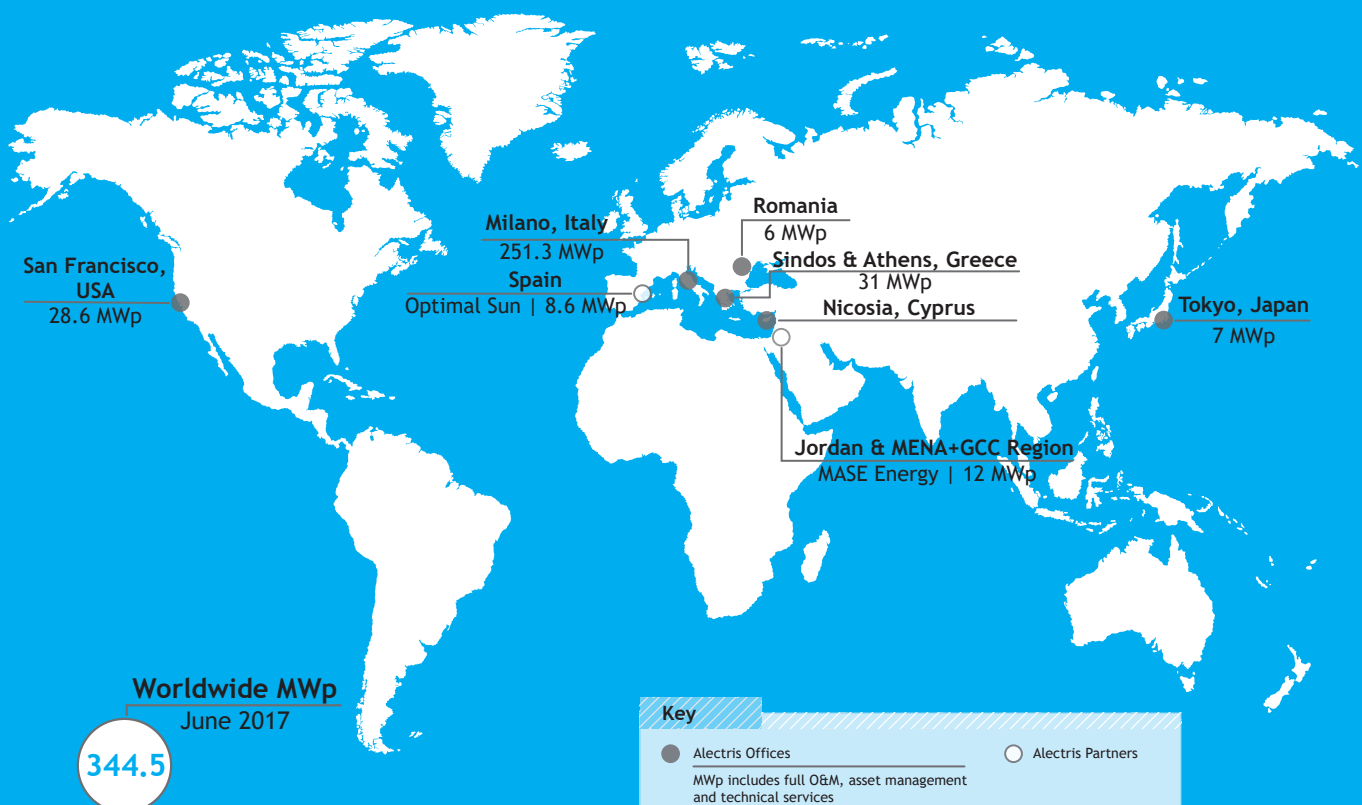 San Francisco,
USA
28.6 MWp
Milano, Italy
251.3 MWp
Spain
Optimal Sun | 8.6 MWp
Romania
6 MWp
Sindos & Athens, Greece
31 MWp
Nicosia, Cyprus
Tokyo, Japan
7 MWp
Jordan & MENA+GCC Region
MASE Energy | 12 MWp
Worldwide MWp
June 2017
344.5
Key
Alectris Offices
MWp includes full O&M, asset management
and technical services
Alectris Partners